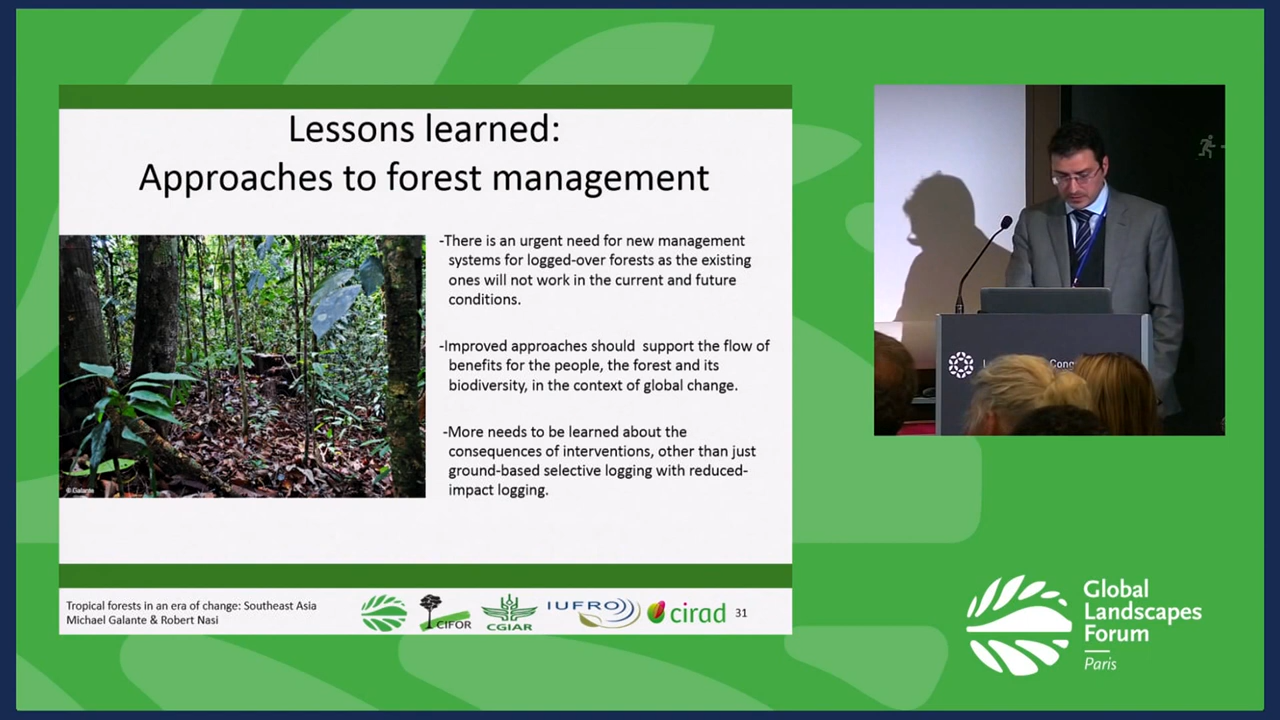 Lessons learned:
Approaches to forest management
-There is an urgent need for new management
systems for logged-over forests as the existing
ones will not work in the current and future
conditions.
-Improved approaches should support the flow of
benefits for the people, the forest and its
biodiversity, in the context of global change.
-More needs to be learned about the
consequences of interventions, other than just
ground-based selective logging with reduced-
impact logging.
© Galante
Tropical forests in an era of change: Southeast Asia
Michael Galante & Robert Nasi
CIFOR
CGIAR
IUFRO
cirad
31
Global
Landscapes
Forum
Paris